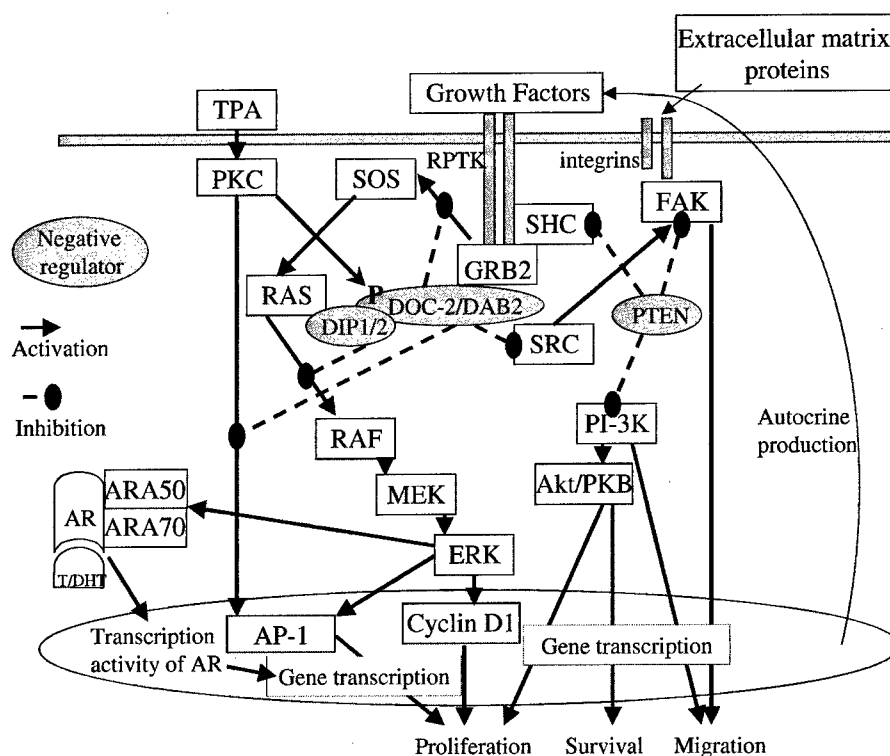 Extracellular matrix
proteins
Growth Factors
TPA
RPTK
integrins
PKC
SOS
FAK
SHC
Negative
regulator
GRB2
RAS
P
DOC-2/DAB2
DIP1/2
PTEN
SRC
Activation
Inhibition
RAF
PI-3K
Autocrine
production
MEK
Akt/PKB
ARA50
AR
ARA70
ERK
T/DHT
Transcription
activity of AR
AP-1
Cyclin D1
Gene transcription
Gene transcription
Proliferation
Survival
Migration